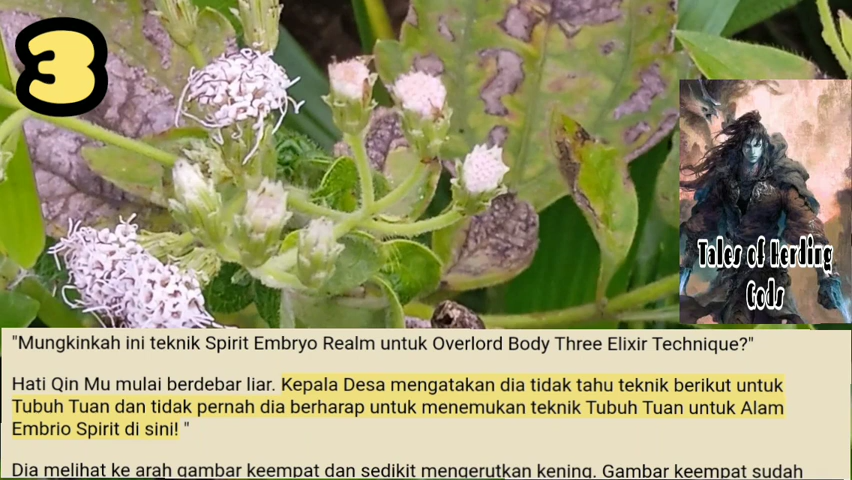 3
Tales of Herding
Gods
"Mungkinkah ini teknik Spirit Embryo Realm untuk Overlord Body Three Elixir Technique?"
Hati Qin Mu mulai berdebar liar. Kepala Desa mengatakan dia tidak tahu teknik berikut untuk
Tubuh Tuan dan tidak pernah dia berharap untuk menemukan teknik Tubuh Tuan untuk Alam
Embrio Spirit di sini! "
Dia melihat ke arah gambar keempat dan sedikit mengerutkan kening. Gambar keempat sudah